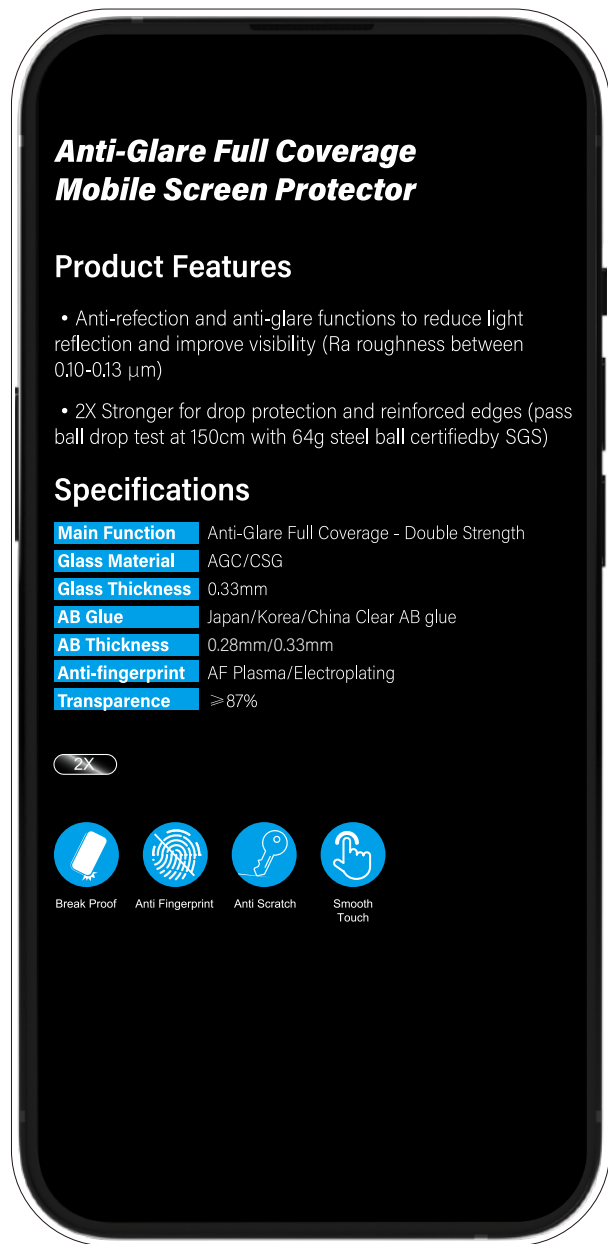 Anti-Glare Full Coverage
Mobile Screen Protector
Product Features
• Anti-refection and anti-glare functions to reduce light
reflection and improve visibility (Ra roughness between
0.10-0.13 μm)
• 2X Stronger for drop protection and reinforced edges (pass
ball drop test at 150cm with 64g steel ball certifiedby SGS)
Specifications
Main Function Anti-Glare Full Coverage - Double Strength
Glass Material AGC/CSG
Glass Thickness 0.33mm
AB Glue Japan/Korea/China Clear AB glue
AB Thickness 0.28mm/0.33mm
Anti-fingerprint AF Plasma/Electroplating
Transparence ≥87%
2X
Break Proof Anti Fingerprint Anti Scratch Smooth
Touch